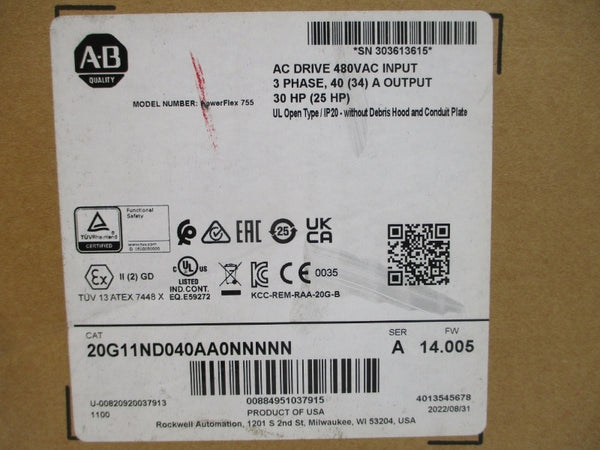 A-B
QUALITY
*SN 303613615*
AC DRIVE 480VAC INPUT
3 PHASE, 40 (34) A OUTPUT
30 HP (25 HP)
MODEL NUMBER: PowerFlex 755
UL Open Type / IP20 - without Debris Hood and Conduit Plate
TÜVRheinland
CERTIFIED
Functional
Safety
25
EAC
UK
CA
Ex
II (2) GD
TÜV 13 ATEX 7448 X
UL
C US
LISTED
IND. CONT.
EQ.E59272
CE 0035
KCC-REM-RAA-20G-B
CAT
20G11ND040AA0NNNNN
SER
A
FW
14.005
U-00820920037913
1100
00884951037915
PRODUCT OF USA
Rockwell Automation, 1201 S 2nd St, Milwaukee, WI 53204, USA
4013545678
2022/08/31